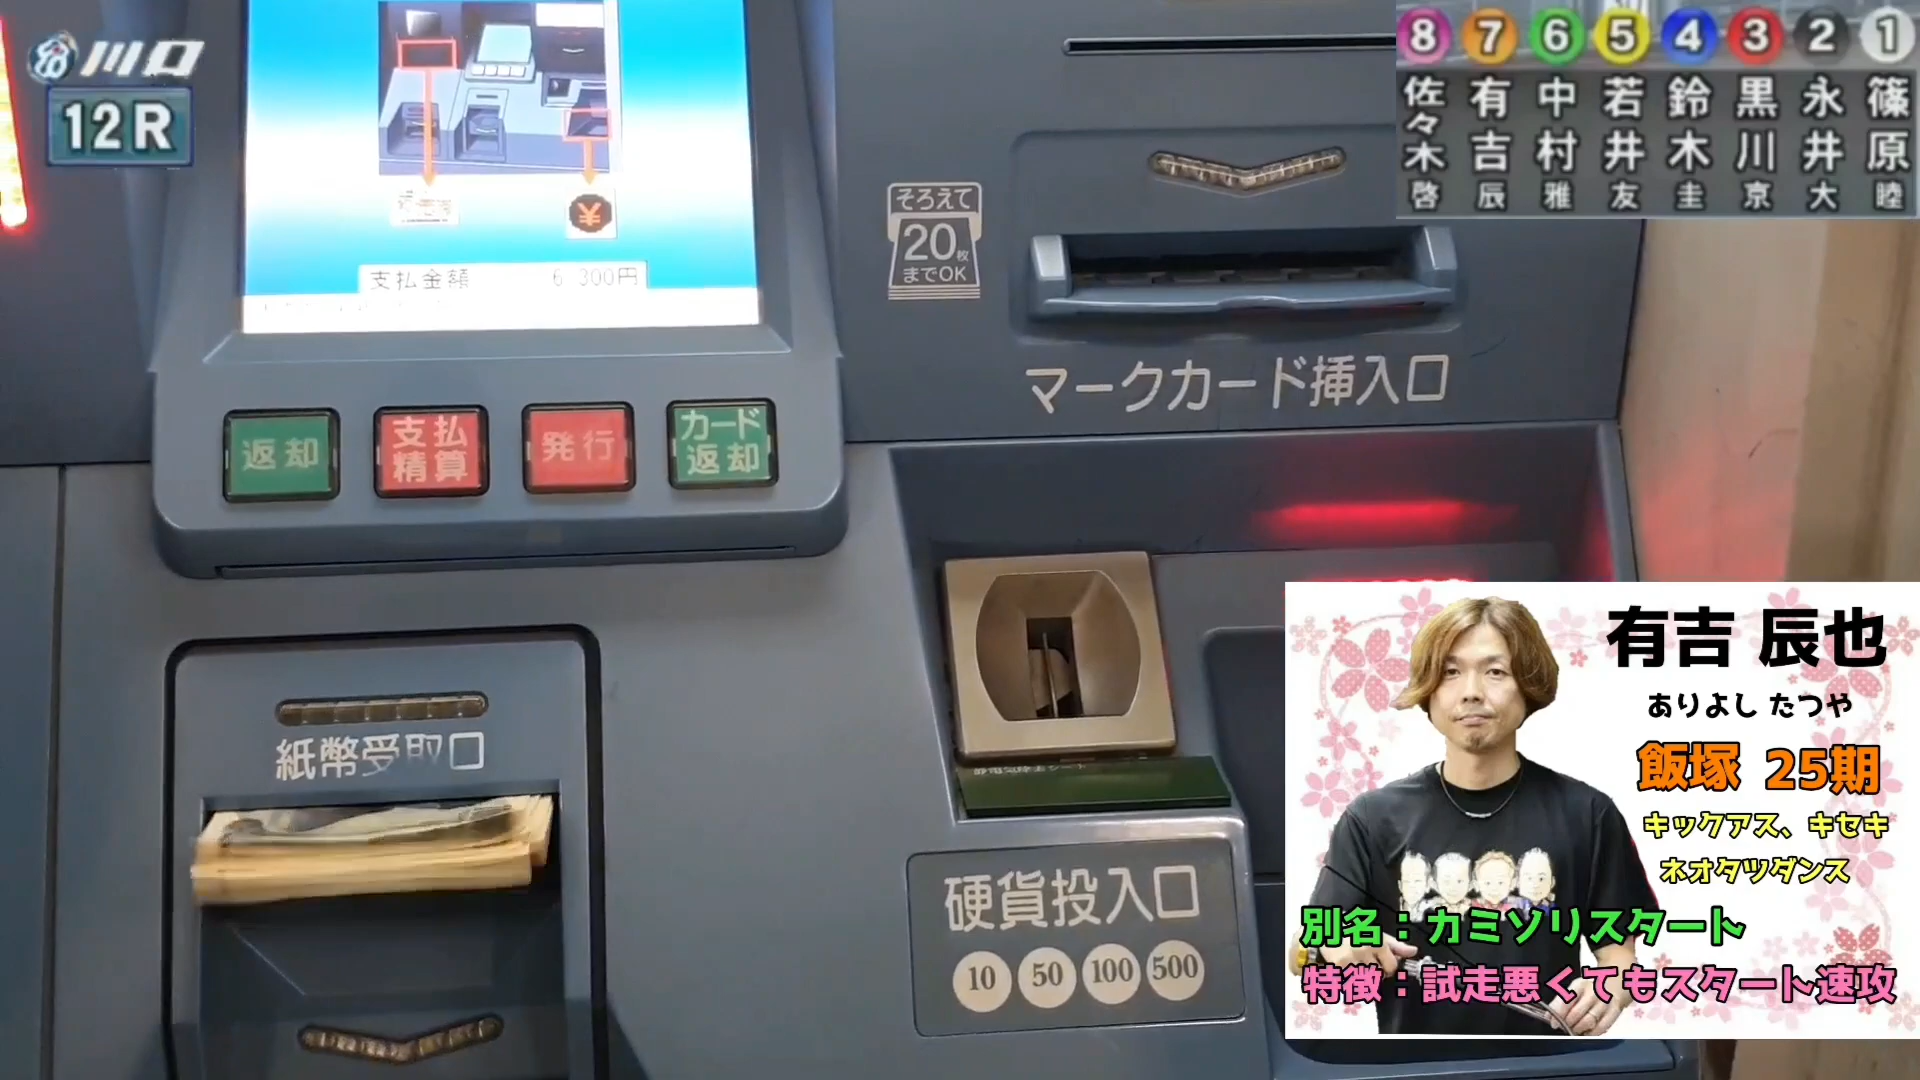 川口
12R
8 7 6 5 4 3 2 1
佐々木啓
有吉辰
中村雅
若井友
鈴木圭
黒川京
永井大
篠原睦
¥
支払金額 6 300円
そろえて
20枚
までOK
マークカード挿入口
返却
支払
精算
発行
カード
返却
紙幣受取口
硬貨投入口
10 50 100 500
有吉 辰也
ありよし たつや
飯塚 25期
キックアス、キセキ
ネオタツダンス
別名：カミソリスタート
特徴：試走悪くてもスタート速攻